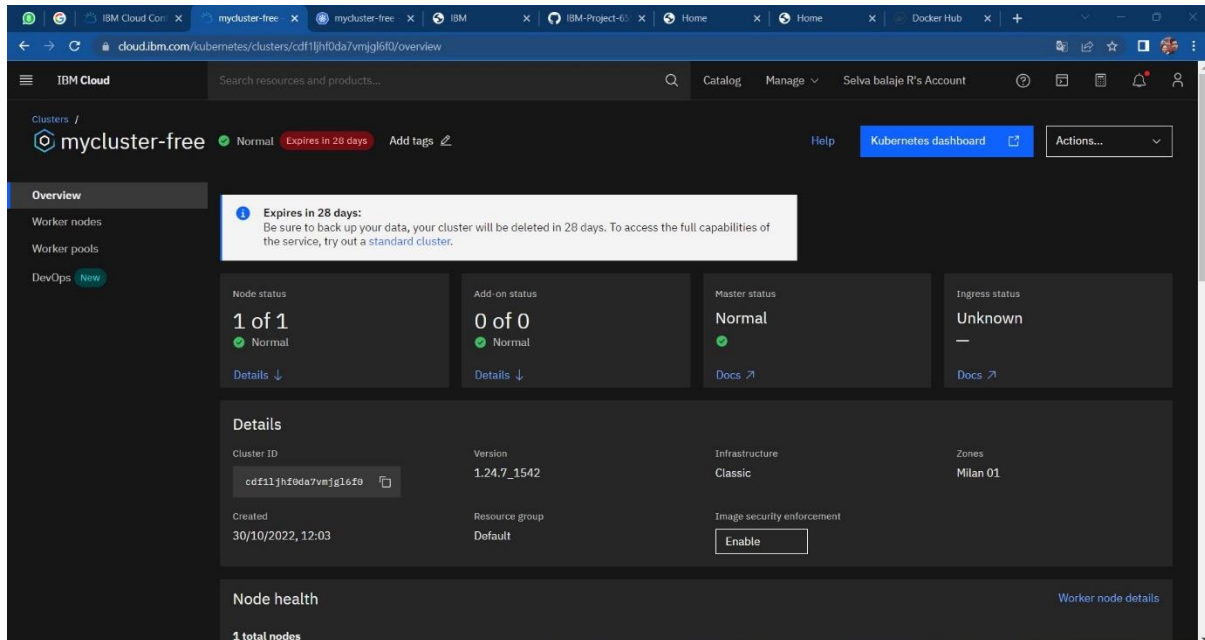 IBM Cloud Con
mycluster-free
mycluster-free
IBM
IBM-Project-65
Home
Home
Docker Hub
cloud.ibm.com/kubernetes/clusters/cdf1ljhf0da7vmjgl6f0/overview
IBM Cloud
Search resources and products...
Catalog
Manage
Selva balaje R's Account
Clusters /
mycluster-free
Normal
Expires in 28 days
Add tags
Help
Kubernetes dashboard
Actions...
Overview
Worker nodes
Worker pools
DevOps New
Expires in 28 days:
Be sure to back up your data, your cluster will be deleted in 28 days. To access the full capabilities of
the service, try out a standard cluster.
Node status
1 of 1
Normal
Details
Add-on status
0 of 0
Normal
Details
Master status
Normal
Docs
Ingress status
Unknown
—
Docs
Details
Cluster ID
cdf1ljhf0da7vmjgl6f0
Version
1.24.7_1542
Infrastructure
Classic
Zones
Milan 01
Created
30/10/2022, 12:03
Resource group
Default
Image security enforcement
Enable
Node health
Worker node details
1 total nodes